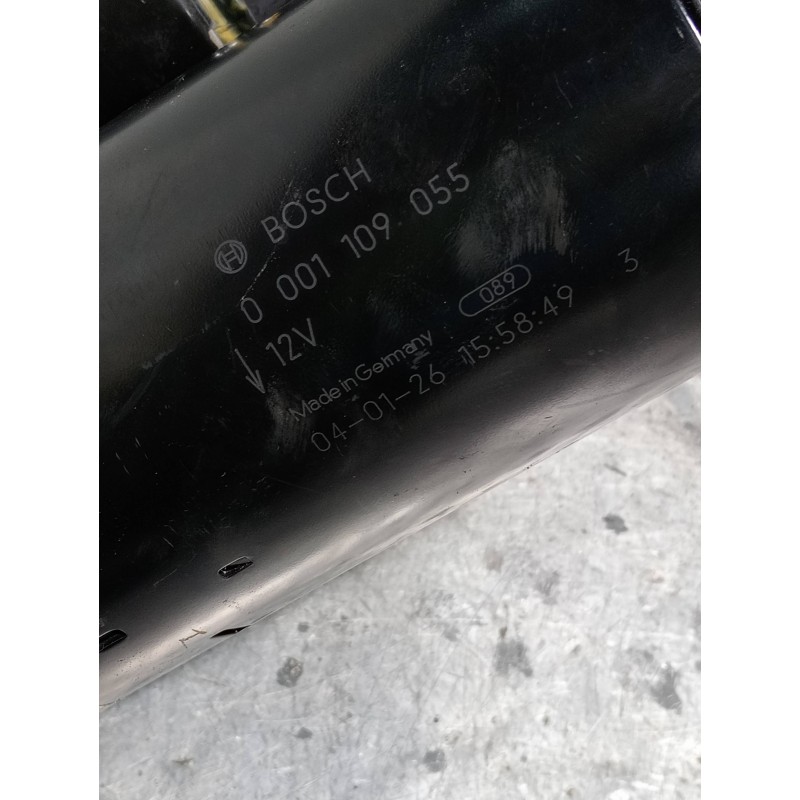 BOSCH
0 001 109 055
12V
089
3
Made in Germany
04-01-26 15:58:49